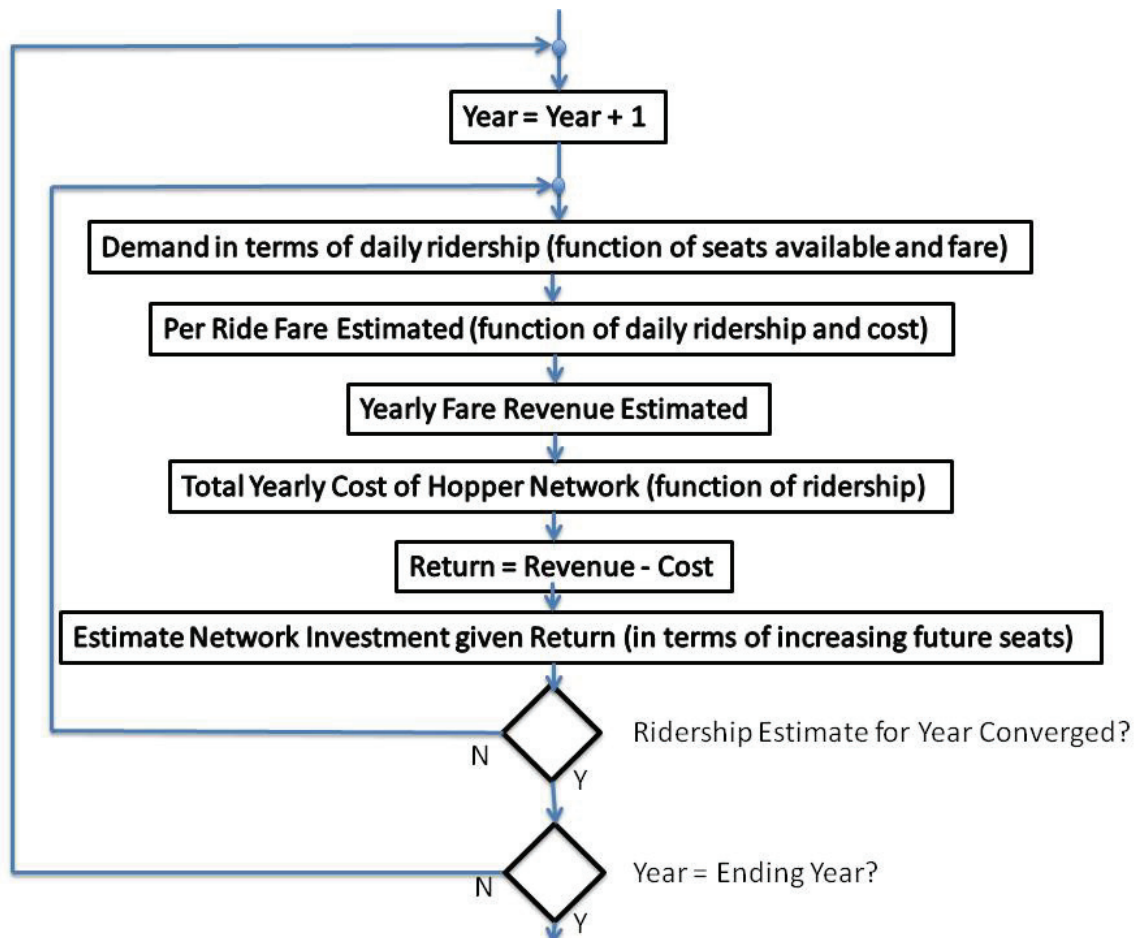 Year = Year + 1
Demand in terms of daily ridership (function of seats available and fare)
Per Ride Fare Estimated (function of daily ridership and cost)
Yearly Fare Revenue Estimated
Total Yearly Cost of Hopper Network (function of ridership)
Return = Revenue - Cost
Estimate Network Investment given Return (in terms of increasing future seats)
Ridership Estimate for Year Converged?
N
Y
Year = Ending Year?
N
Y